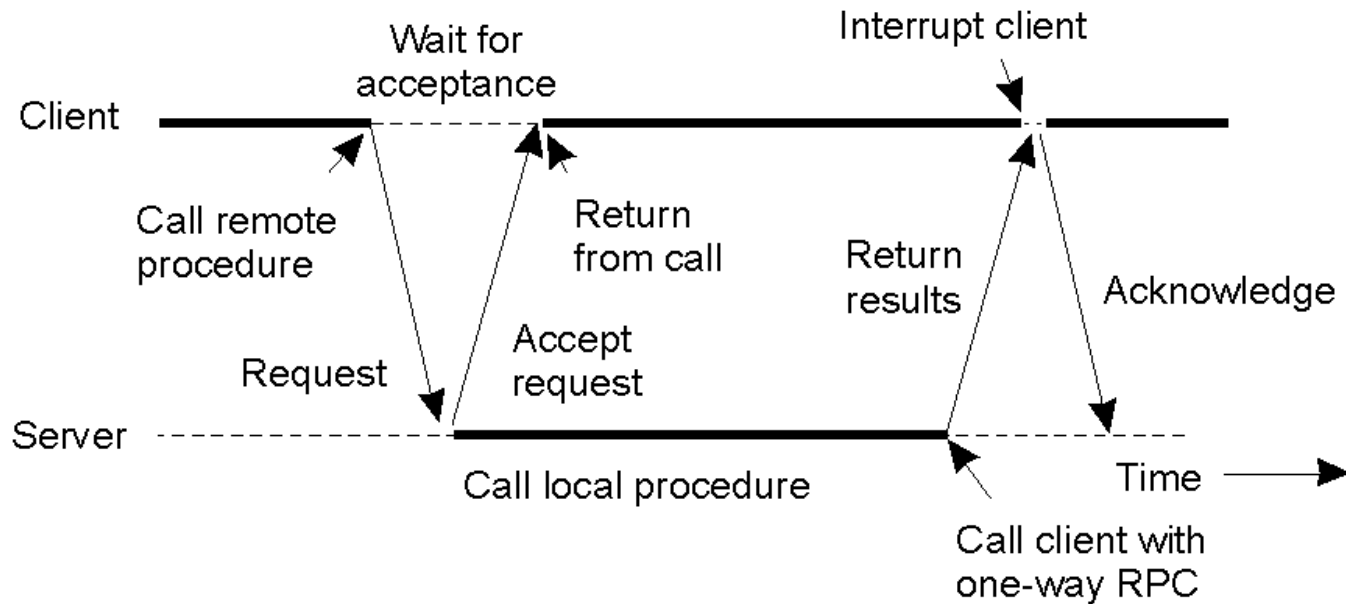 Interrupt client
Wait for
acceptance
Client
Call remote
procedure
Return
from call
Return
results
Acknowledge
Request
Accept
request
Server
Call local procedure
Time
Call client with
one-way RPC